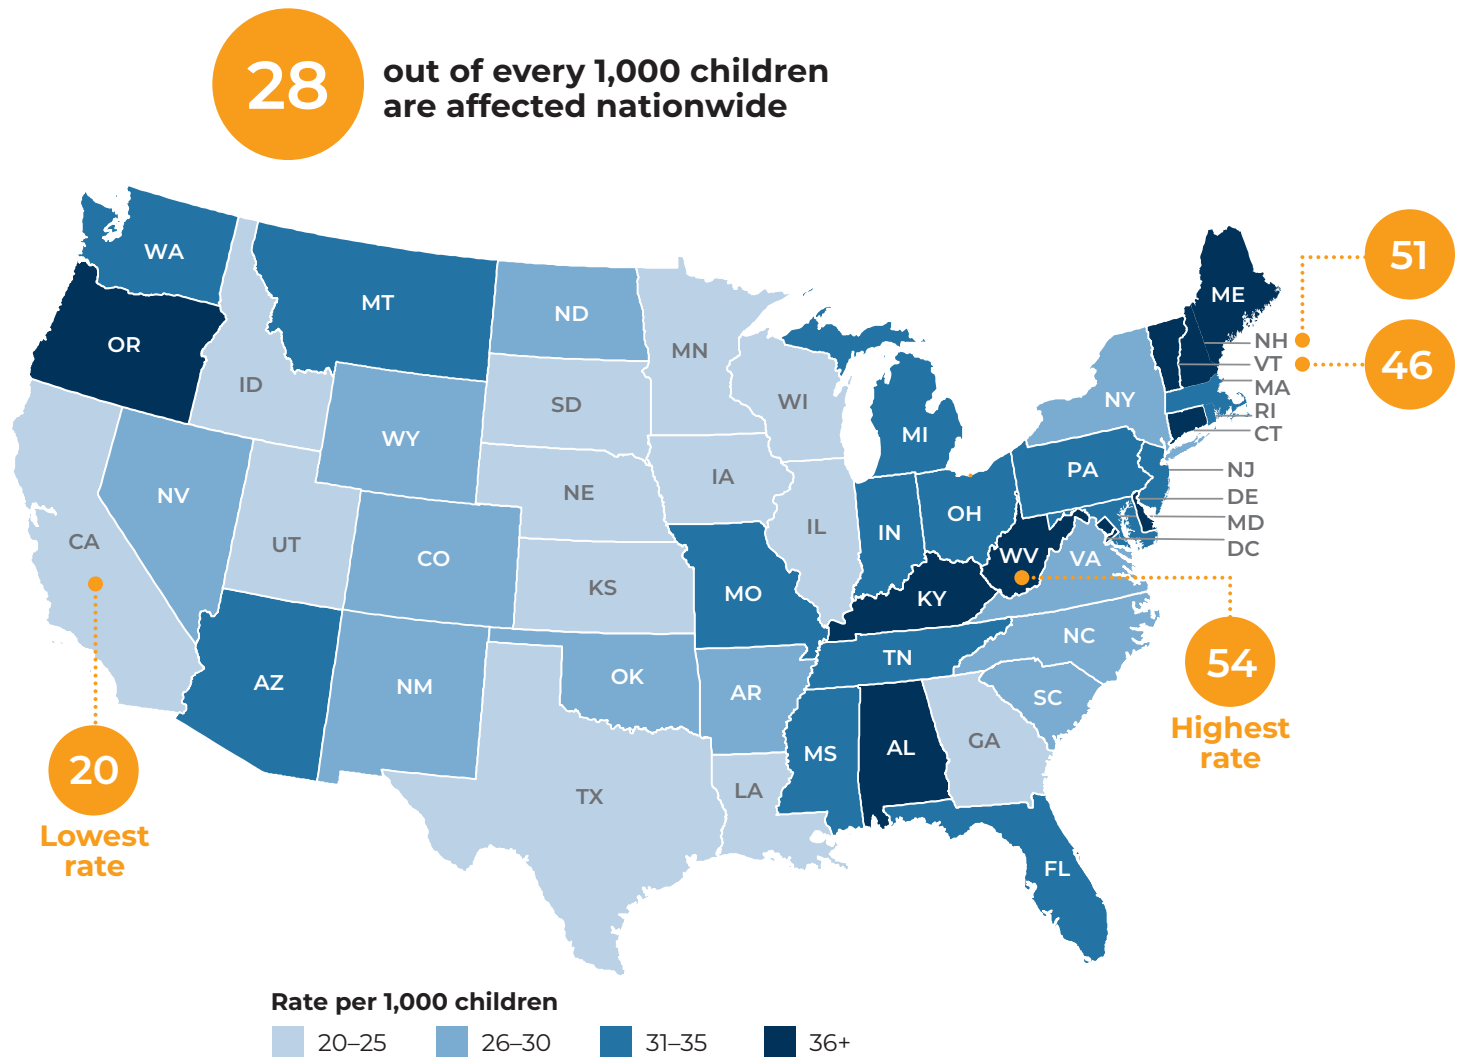 28
out of every 1,000 children
are affected nationwide
WA
MT
ND
MN
OR
ID
SD
WI
WY
MI
NY
ME
51
NH
VT
46
MA
RI
CT
NV
NE
IA
PA
NJ
DE
MD
DC
CA
UT
CO
KS
IL
IN
OH
WV
VA
MO
KY
AZ
NM
OK
AR
TN
NC
SC
54
Highest
rate
20
Lowest
rate
TX
LA
MS
AL
GA
FL
Rate per 1,000 children
20–25
26–30
31–35
36+